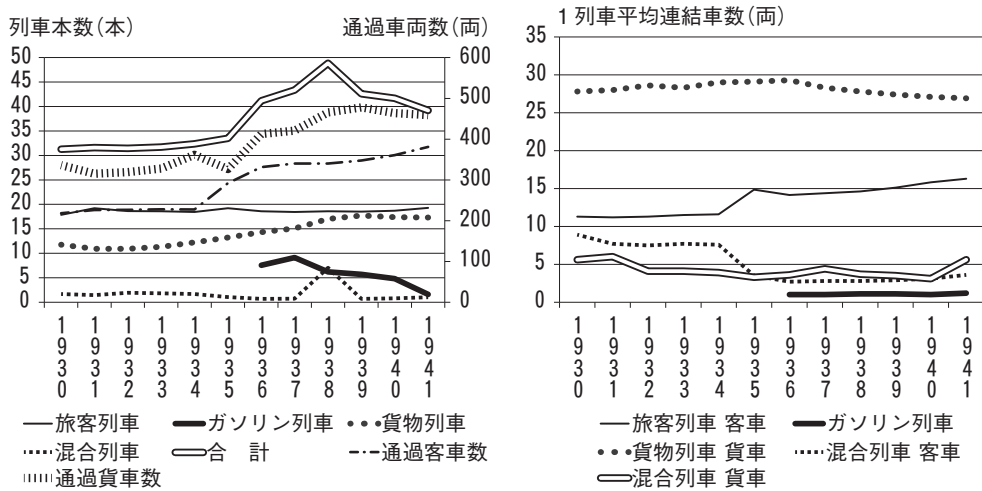 列車本数(本) 通過車両数(両)
50
45
40
35
30
25
20
15
10
5
0
600
500
400
300
200
100
0
1930 1931 1932 1933 1934 1935 1936 1937 1938 1939 1940 1941
旅客列車 ガソリン列車 貨物列車
混合列車 合 計 通過客車数
通過貨車数
1列車平均連結車数(両)
35
30
25
20
15
10
5
0
1930 1931 1932 1933 1934 1935 1936 1937 1938 1939 1940 1941
旅客列車 客車 ガソリン列車
貨物列車 貨車 混合列車 客車
混合列車 貨車